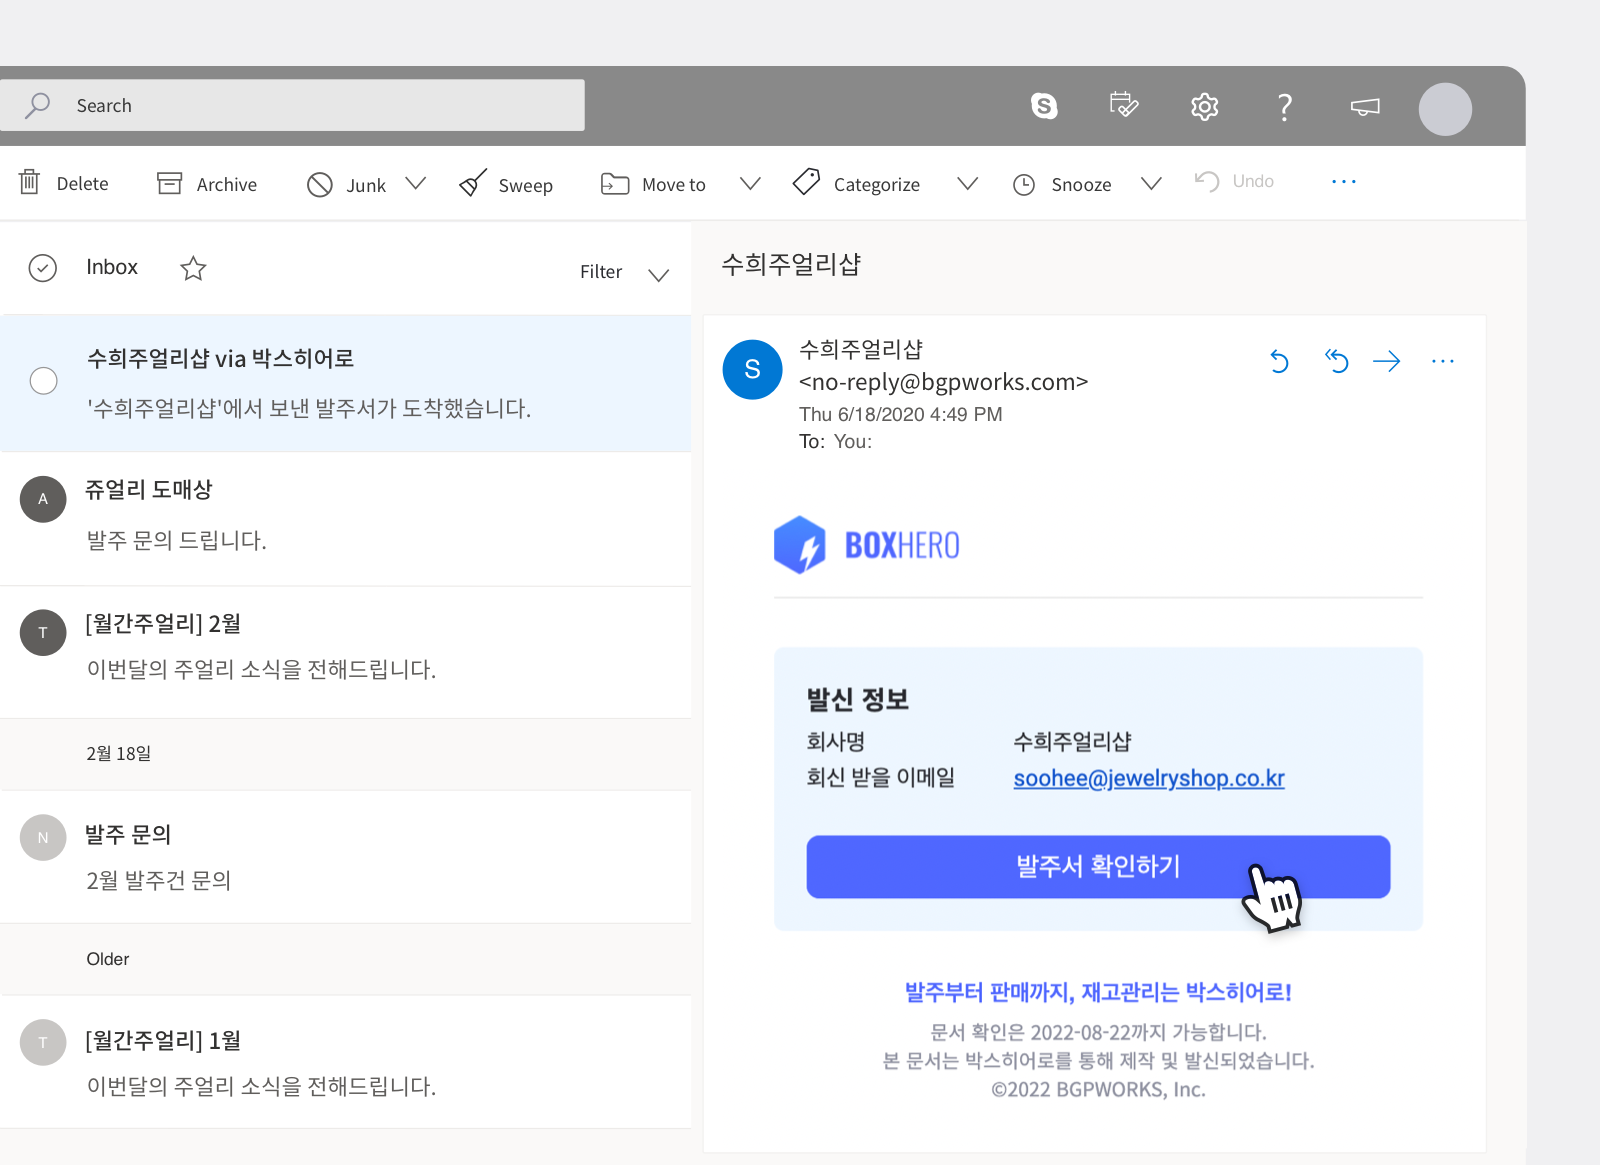 Search
Delete
Archive
Junk
Sweep
Move to
Categorize
Snooze
Undo
Inbox
Filter
수희주얼리샵 via 박스히어로
'수희주얼리샵'에서 보낸 발주서가 도착했습니다.
A
쥬얼리 도매상
발주 문의 드립니다.
T
[월간주얼리] 2월
이번달의 주얼리 소식을 전해드립니다.
2월 18일
N
발주 문의
2월 발주건 문의
Older
T
[월간주얼리] 1월
이번달의 주얼리 소식을 전해드립니다.
수희주얼리샵
S
수희주얼리샵
<no-reply@bgpworks.com>
Thu 6/18/2020 4:49 PM
To: You:
BOXHERO
발신 정보
회사명 수희주얼리샵
회신 받을 이메일 soohee@jewelryshop.co.kr
발주서 확인하기
발주부터 판매까지, 재고관리는 박스히어로!
문서 확인은 2022-08-22까지 가능합니다.
본 문서는 박스히어로를 통해 제작 및 발신되었습니다.
©2022 BGPWORKS, Inc.